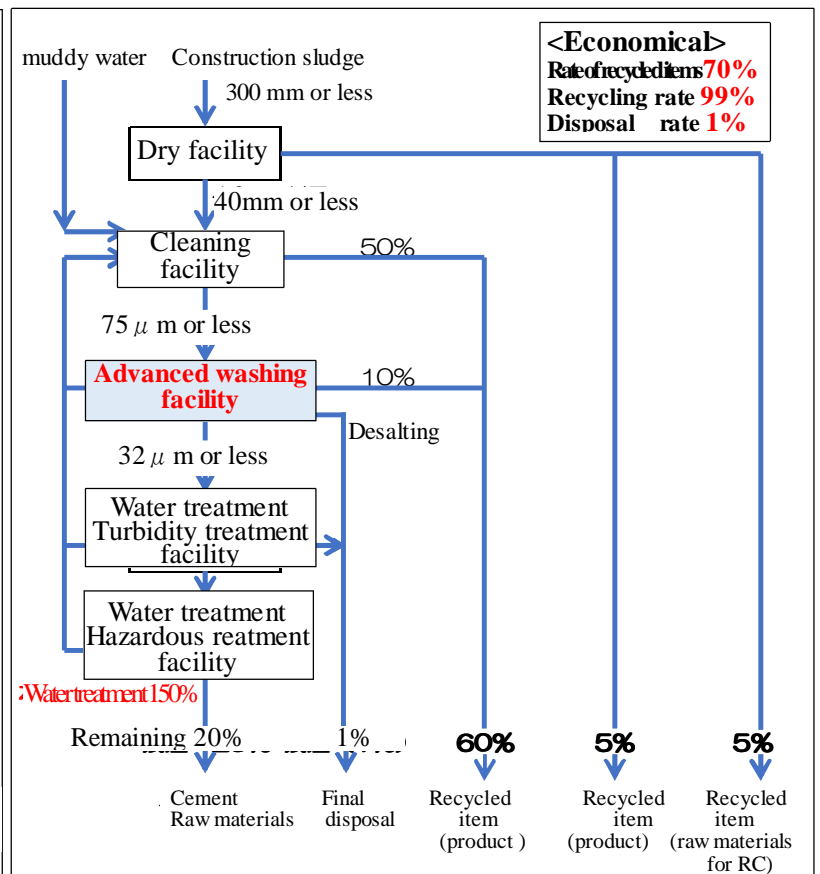 muddy water
Construction sludge
<Economical>
Rate of recycled items 70%
Recycling rate 99%
Disposal rate 1%
300 mm or less
Dry facility
40mm or less
Cleaning
facility
50%
75 μ m or less
Advanced washing
facility
10%
Desalting
32 μ m or less
Water treatment
Turbidity treatment
facility
Water treatment
Hazardous reatment
facility
Water treatment 150%
Remaining 20%
1%
60%
5%
5%
Cement
Raw materials
Final
disposal
Recycled
item
(product )
Recycled
item
(product)
Recycled
item
(raw materials
for RC)